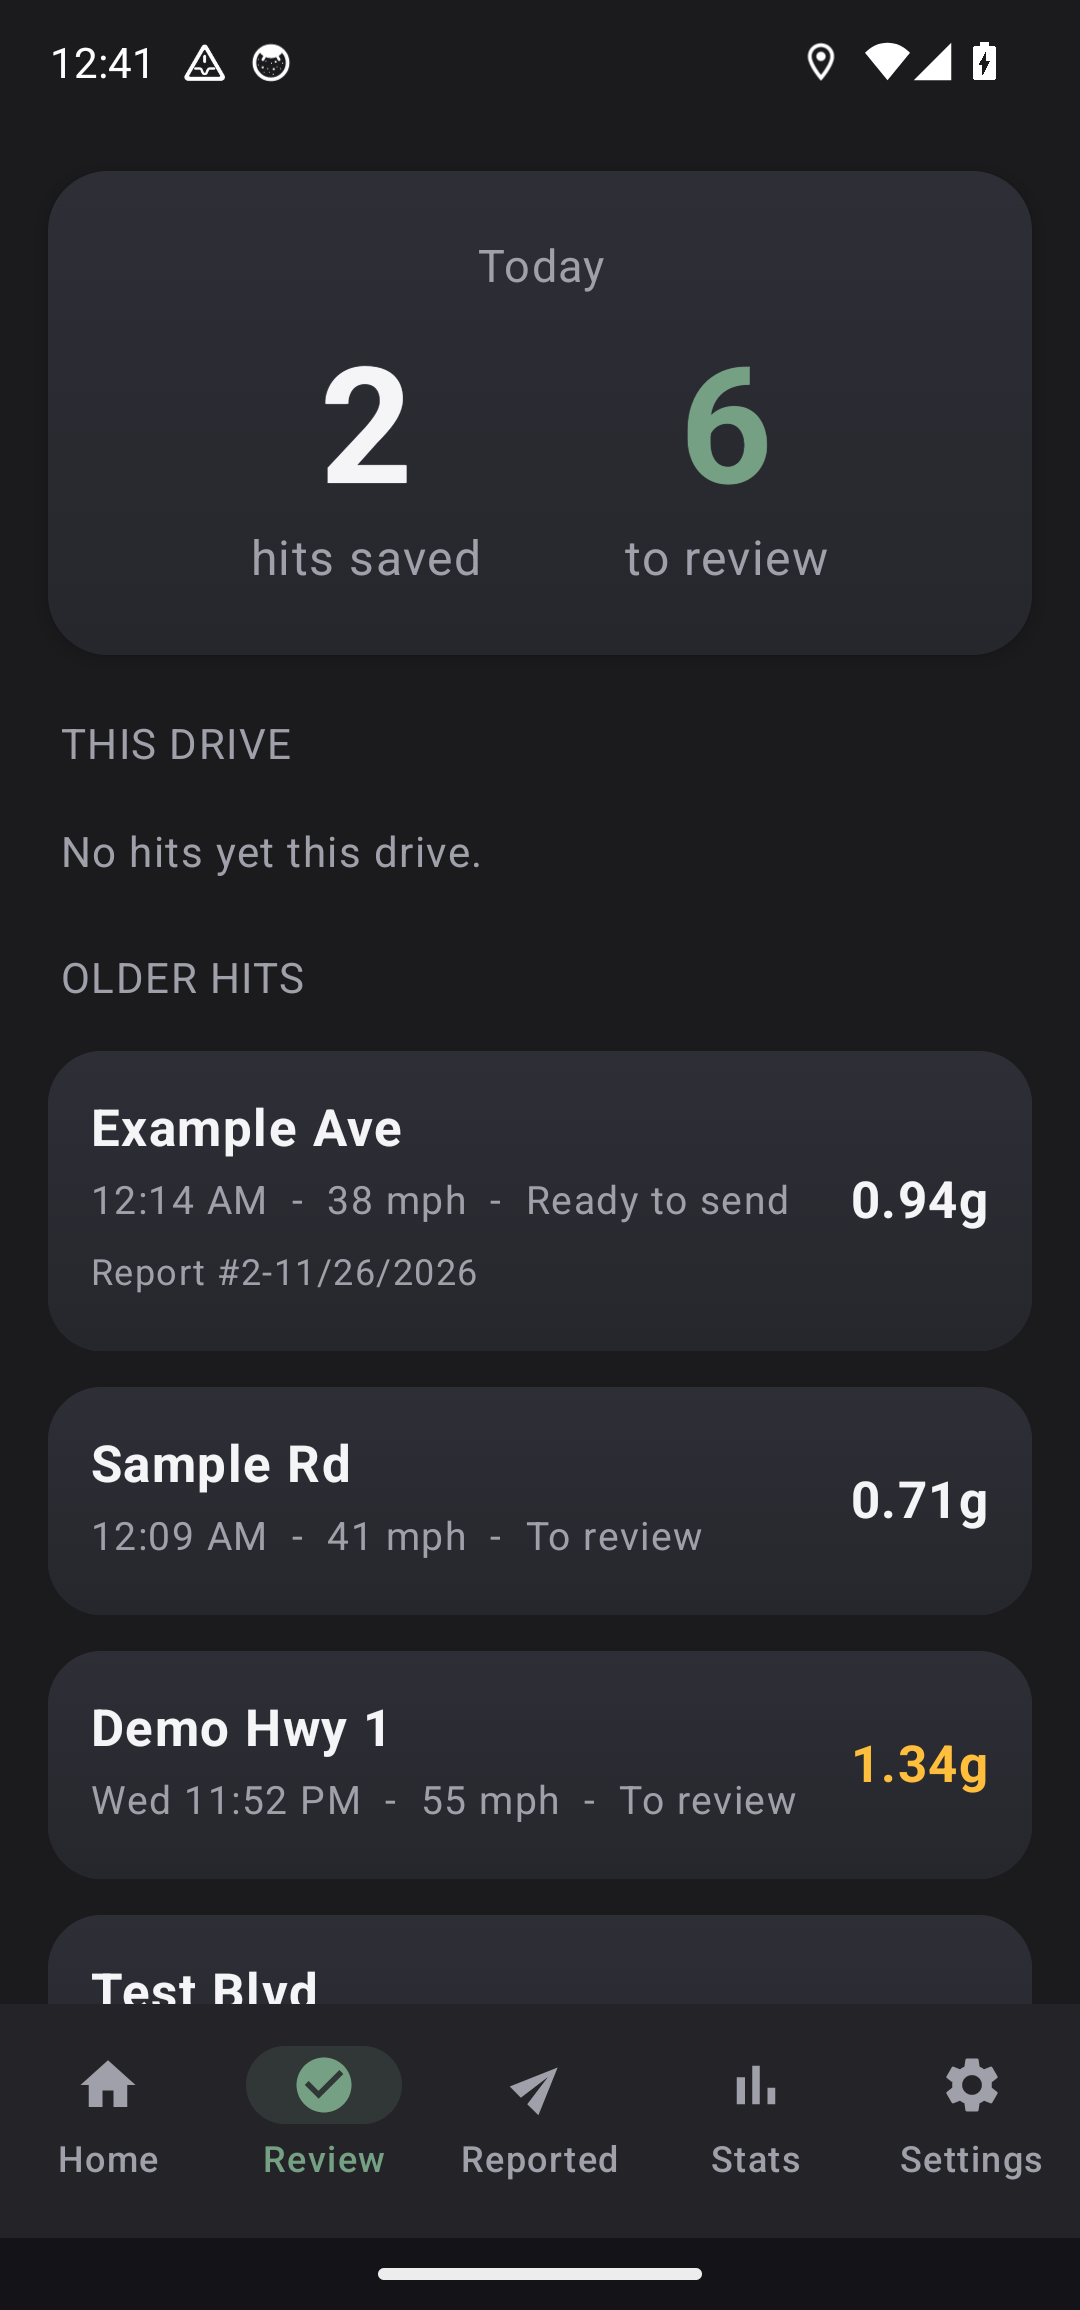 12:41
Today
2 6
hits saved to review
THIS DRIVE
No hits yet this drive.
OLDER HITS
Example Ave
12:14 AM - 38 mph - Ready to send 0.94g
Report #2-11/26/2026
Sample Rd
12:09 AM - 41 mph - To review 0.71g
Demo Hwy 1
Wed 11:52 PM - 55 mph - To review 1.34g
Test Blvd
Home Review Reported Stats Settings